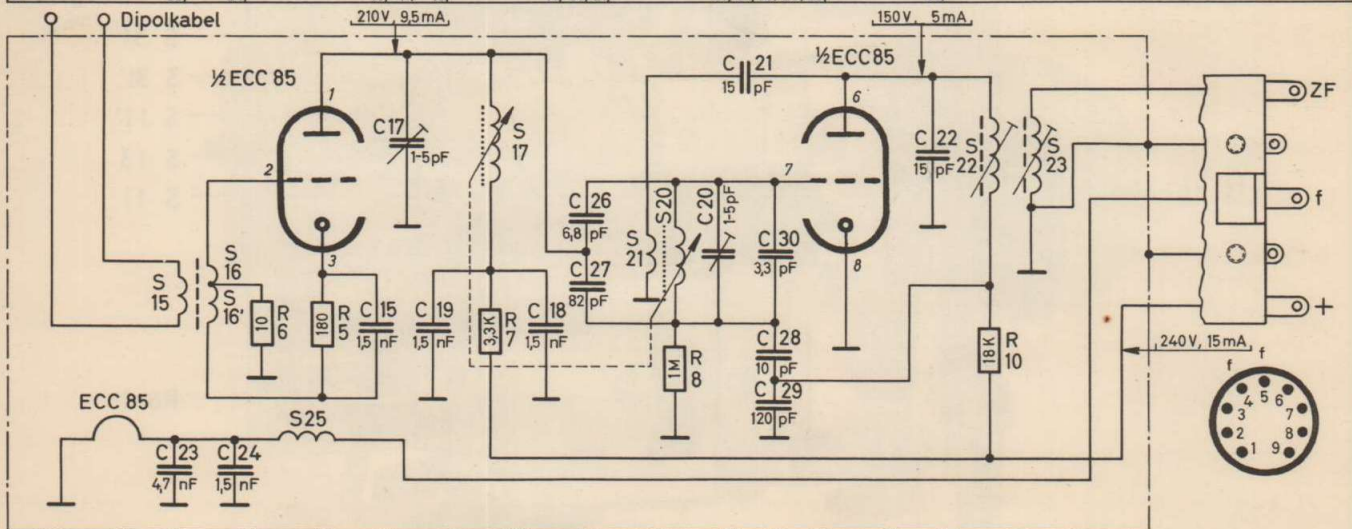 Dipolkabel
210V, 9,5mA
150V, 5mA
½ECC 85
1
2
3
C17
1-5pF
S
17
C 21
15 pF
½ECC85
6
7
8
C 22
15 pF
S
22
S
23
ZF
f
+
S
15
S
16
S
16'
10
R
6
180
R
5
C 15
1,5 nF
C 19
1,5 nF
3,3K
R
7
C 18
1,5 nF
C 26
6,8 pF
C 27
82 pF
S
21
S20
C20
1-5pF
C 30
3,3 pF
1M
R
8
C 28
10 pF
C 29
120 pF
18K
R
10
240V, 15mA
f f
1 2 3 4 5 6 7 8 9
ECC 85
C 23
4,7 nF
C 24
1,5 nF
S25